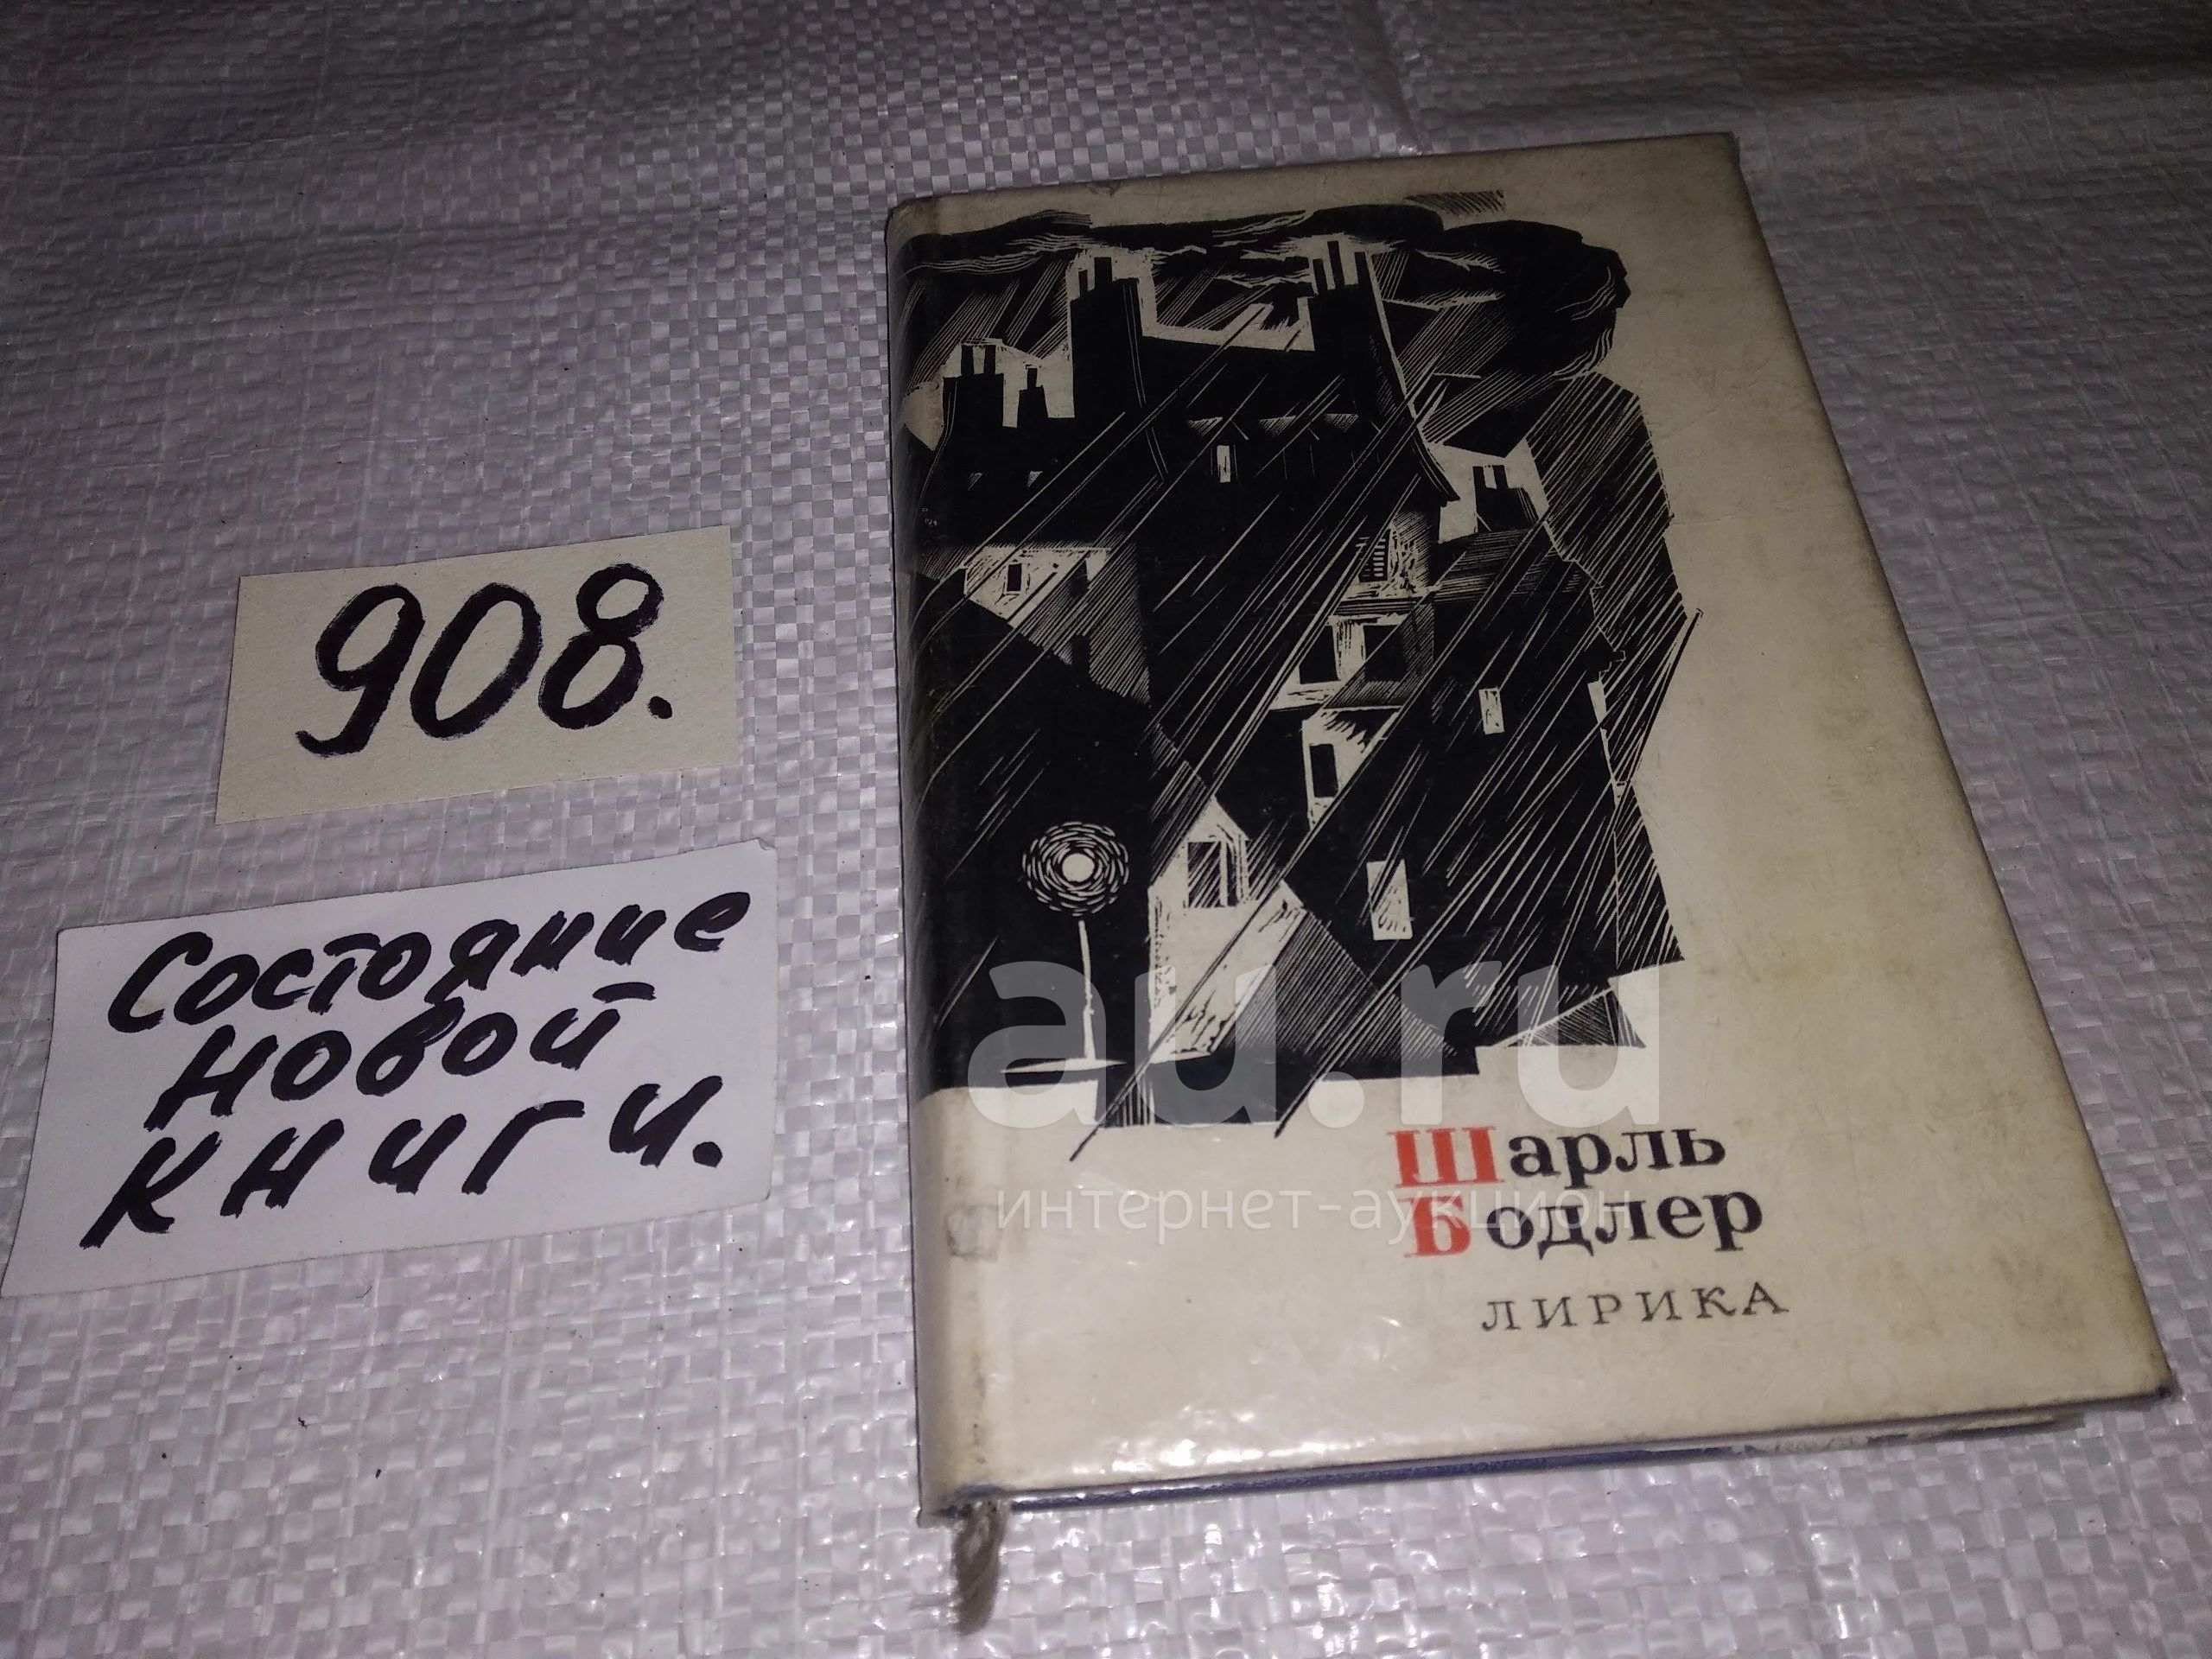 908.
Состояние
новой
книги.
Шарль
Бодлер
ЛИРИКА
au.ru
интернет-аукцион